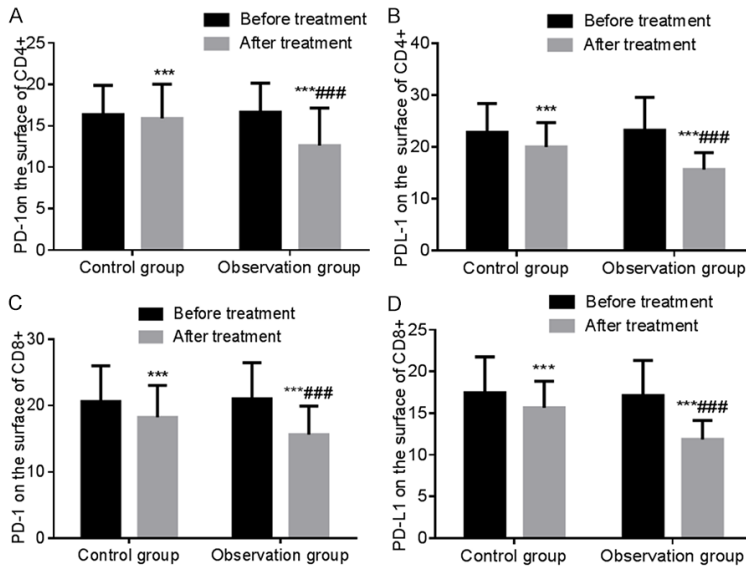 A
Before treatment
After treatment
PD-1on the surface of CD4+
25
20
15
10
5
0
***
***###
Control group
Observation group
B
Before treatment
After treatment
PDL-1 on the surface of CD4+
40
30
20
10
0
***
***###
Control group
Observation group
C
Before treatment
After treatment
PD-1 on the surface of CD8+
30
20
10
0
***
***###
Control group
Observation group
D
Before treatment
After treatment
PD-L1 on the surface of CD8+
25
20
15
10
5
0
***
***###
Control group
Observation group